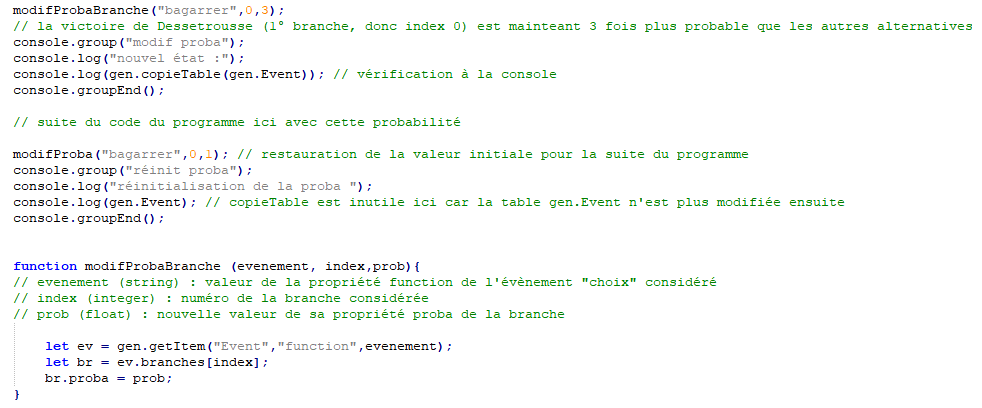 modifProbaBranche("bagarrer",0,3);
// la victoire de Dessetrousse (1° branche, donc index 0) est mainteant 3 fois plus probable que les autres alternatives
console.group("modif proba");
console.log("nouvel état :");
console.log(gen.copieTable(gen.Event)); // vérification à la console
console.groupEnd();
// suite du code du programme ici avec cette probabilité
modifProba("bagarrer",0,1); // restauration de la valeur initiale pour la suite du programme
console.group("réinit proba");
console.log("réinitialisation de la proba ");
console.log(gen.Event); // copieTable est inutile ici car la table gen.Event n'est plus modifiée ensuite
console.groupEnd();
function modifProbaBranche (evenement, index,prob){
// evenement (string) : valeur de la propriété function de l'évènement "choix" considéré
// index (integer) : numéro de la branche considérée
// prob (float) : nouvelle valeur de sa propriété proba de la branche
let ev = gen.getItem("Event","function",evenement);
let br = ev.branches[index];
br.proba = prob;
}